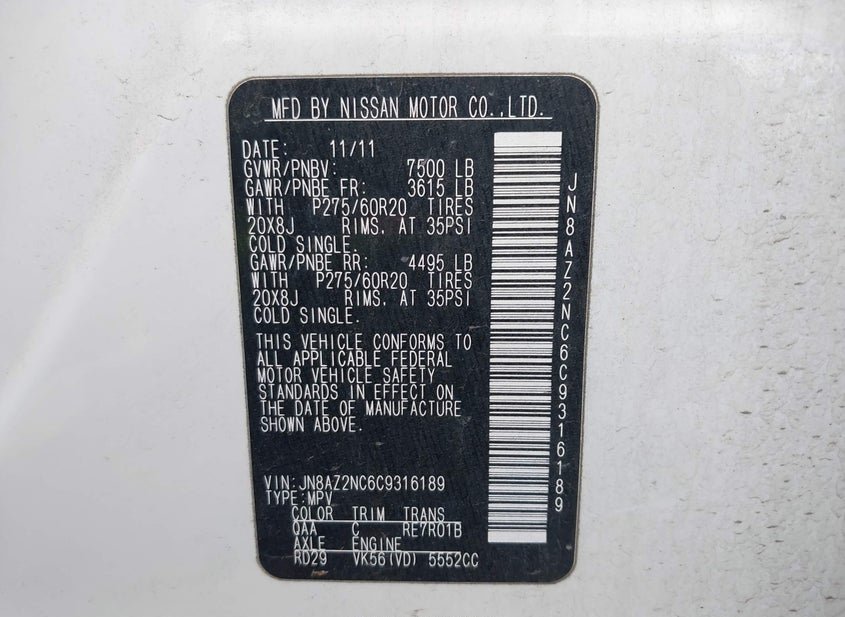 MFD BY NISSAN MOTOR CO.,LTD.
DATE: 11/11
GVWR/PNBV: 7500 LB
GAWR/PNBE FR: 3615 LB
WITH P275/60R20 TIRES
20X8J RIMS. AT 35PSI
COLD SINGLE.
GAWR/PNBE RR: 4495 LB
WITH P275/60R20 TIRES
20X8J RIMS. AT 35PSI
COLD SINGLE.
THIS VEHICLE CONFORMS TO
ALL APPLICABLE FEDERAL
MOTOR VEHICLE SAFETY
STANDARDS IN EFFECT ON
THE DATE OF MANUFACTURE
SHOWN ABOVE.
VIN:JN8AZ2NC6C9316189
TYPE:MPV
COLOR TRIM TRANS
QAA C RE7R01B
AXLE ENGINE
RD29 VK56(VD) 5552CC
JN8AZ2NC6C9316189